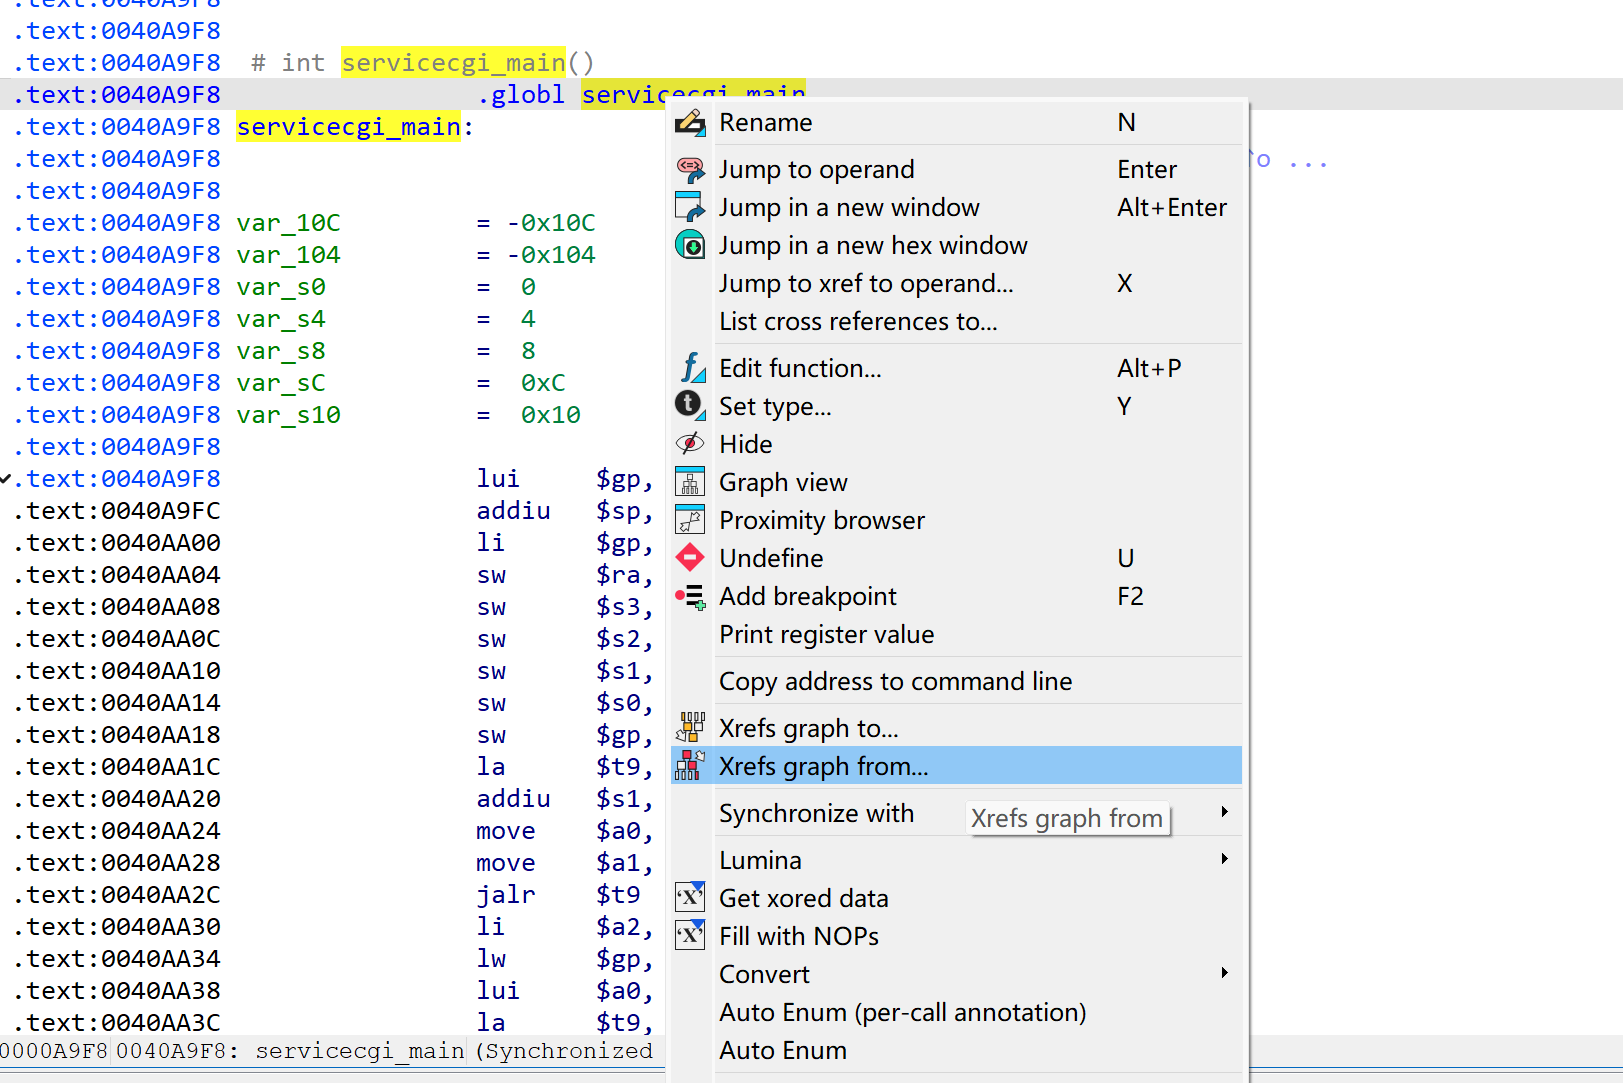 .text:0040A9F8
.text:0040A9F8
.text:0040A9F8 # int servicecgi_main()
.text:0040A9F8 .globl servicecgi_main
.text:0040A9F8 servicecgi_main:
.text:0040A9F8 o ...
.text:0040A9F8
.text:0040A9F8 var_10C = -0x10C
.text:0040A9F8 var_104 = -0x104
.text:0040A9F8 var_s0 = 0
.text:0040A9F8 var_s4 = 4
.text:0040A9F8 var_s8 = 8
.text:0040A9F8 var_sC = 0xC
.text:0040A9F8 var_s10 = 0x10
.text:0040A9F8
.text:0040A9F8 lui $gp,
.text:0040A9FC addiu $sp,
.text:0040AA00 li $gp,
.text:0040AA04 sw $ra,
.text:0040AA08 sw $s3,
.text:0040AA0C sw $s2,
.text:0040AA10 sw $s1,
.text:0040AA14 sw $s0,
.text:0040AA18 sw $gp,
.text:0040AA1C la $t9,
.text:0040AA20 addiu $s1,
.text:0040AA24 move $a0,
.text:0040AA28 move $a1,
.text:0040AA2C jalr $t9
.text:0040AA30 li $a2,
.text:0040AA34 lw $gp,
.text:0040AA38 lui $a0,
.text:0040AA3C la $t9,
0000A9F8 0040A9F8: servicecgi_main (Synchronized
Rename N
Jump to operand Enter
Jump in a new window Alt+Enter
Jump in a new hex window
Jump to xref to operand... X
List cross references to...
Edit function... Alt+P
Set type... Y
Hide
Graph view
Proximity browser
Undefine U
Add breakpoint F2
Print register value
Copy address to command line
Xrefs graph to...
Xrefs graph from...
Synchronize with
Xrefs graph from
Lumina
Get xored data
Fill with NOPs
Convert
Auto Enum (per-call annotation)
Auto Enum